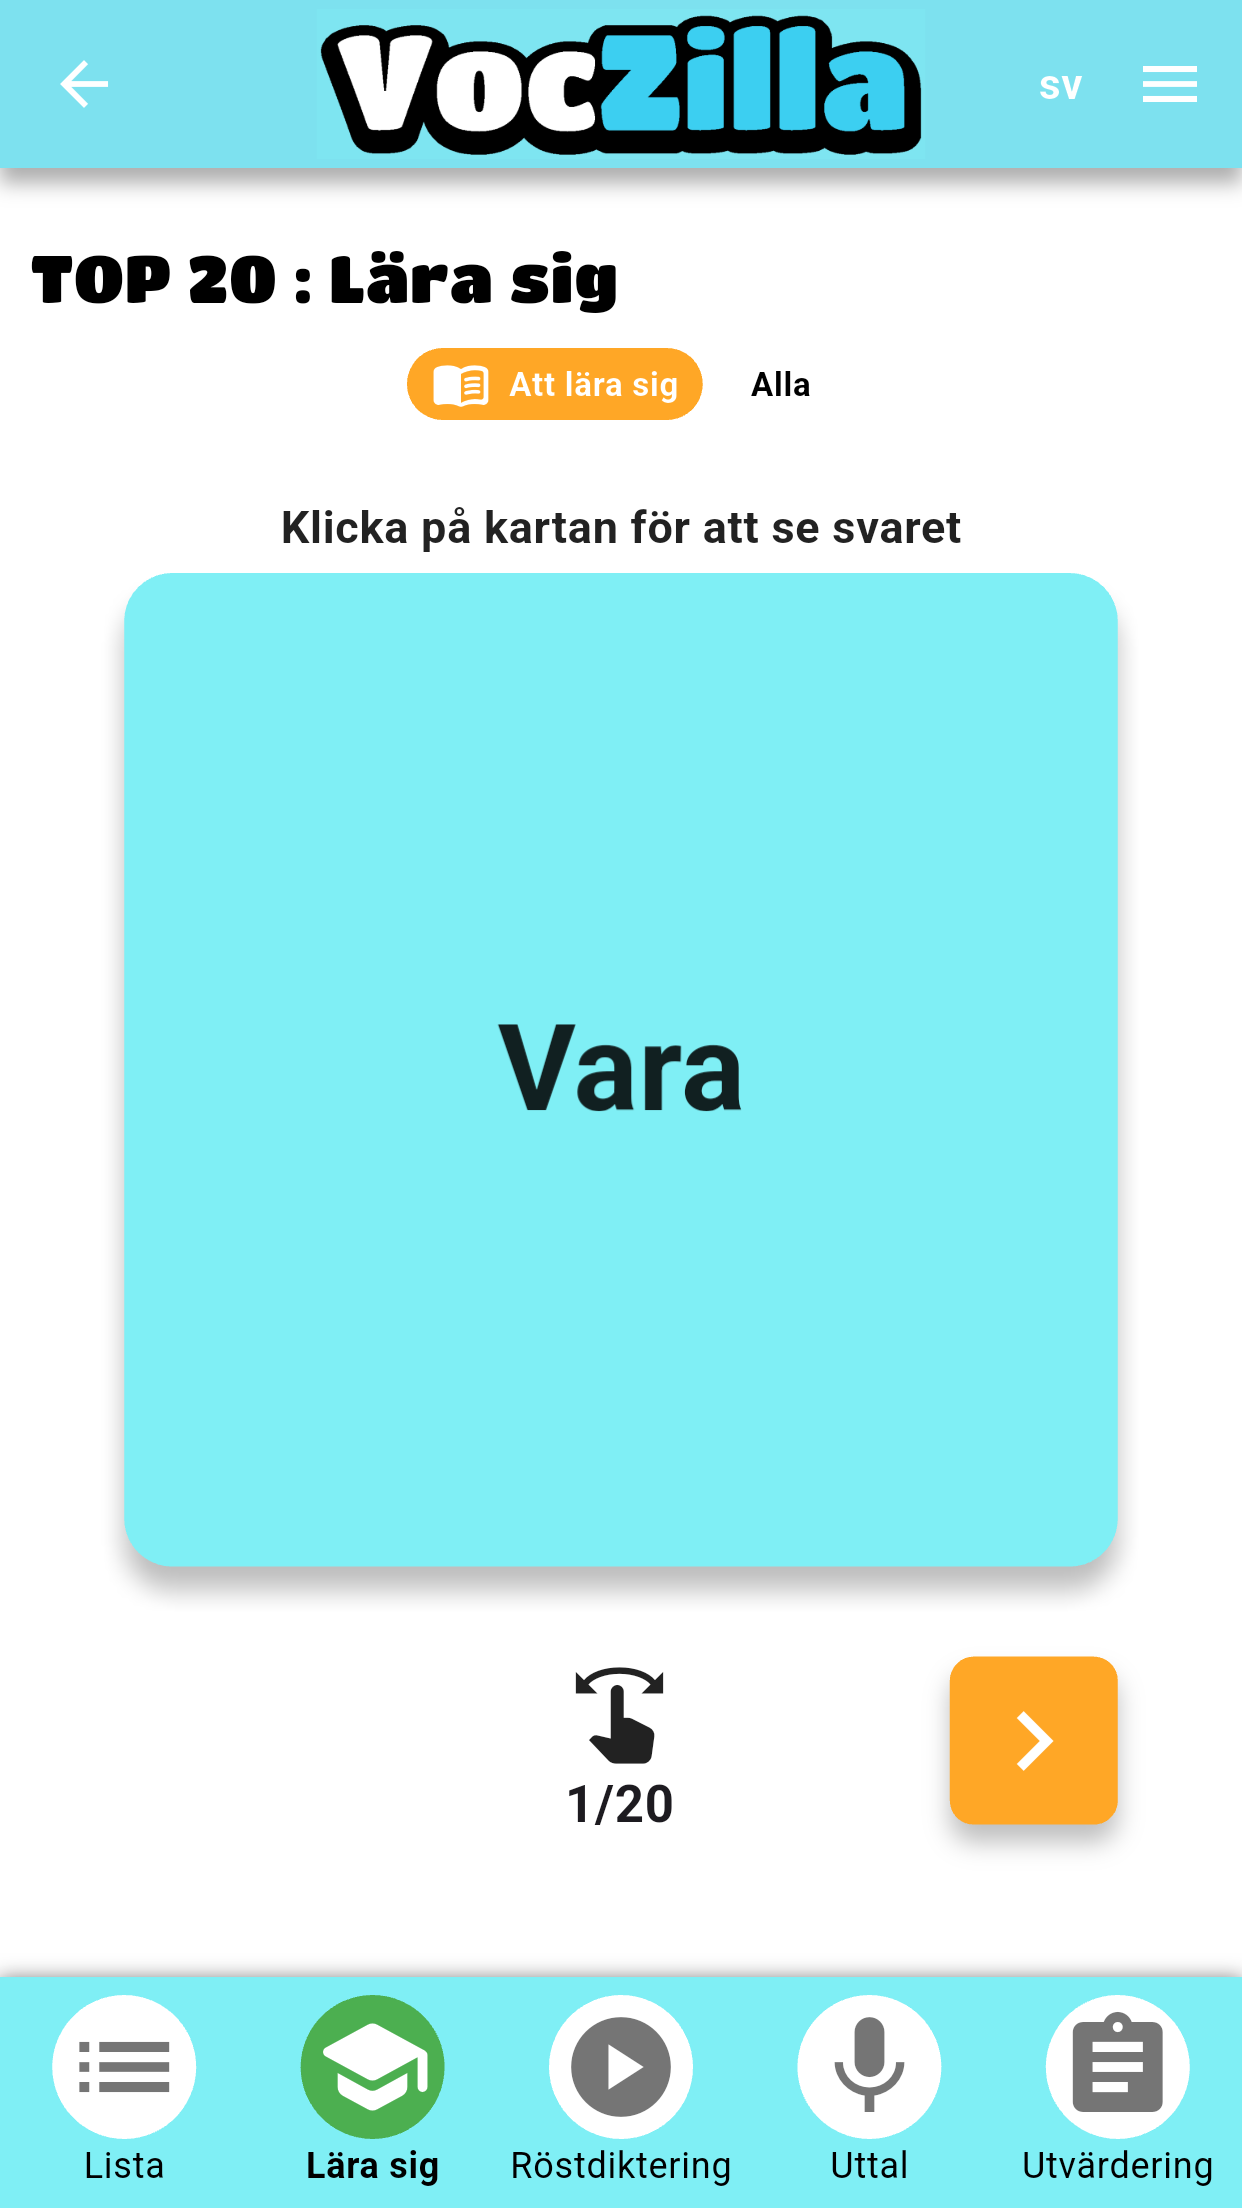 VocZilla
sv
TOP 20 : Lära sig
Att lära sig
Alla
Klicka på kartan för att se svaret
Vara
1/20
Lista
Lära sig
Röstdiktering
Uttal
Utvärdering